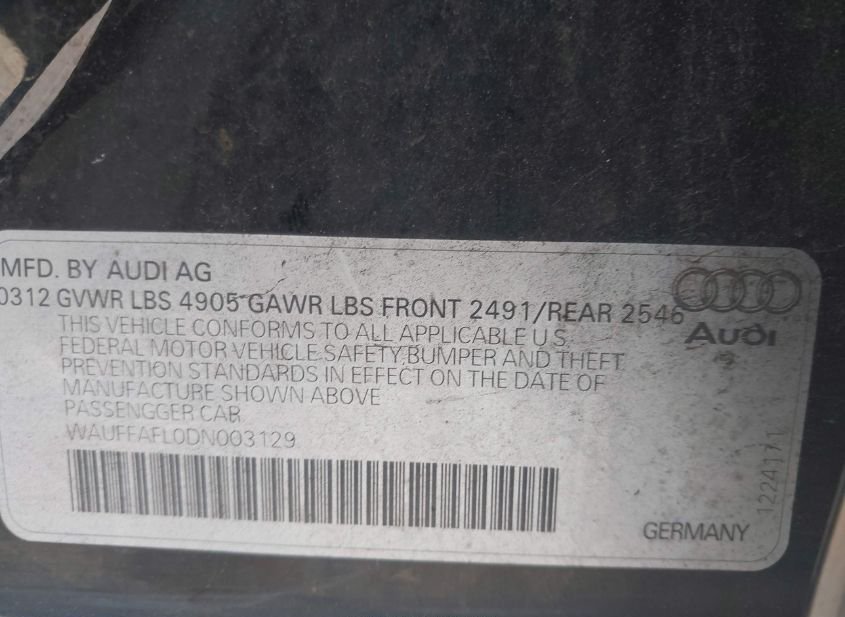 MFD. BY AUDI AG
0312 GVWR LBS 4905 GAWR LBS FRONT 2491/REAR 2546
THIS VEHICLE CONFORMS TO ALL APPLICABLE U S
FEDERAL MOTOR VEHICLE SAFETY, BUMPER AND THEFT
PREVENTION STANDARDS IN EFFECT ON THE DATE OF
MANUFACTURE SHOWN ABOVE
PASSENGGER CAR
WAUFFAFL0DN003129
Audi
GERMANY
1224171